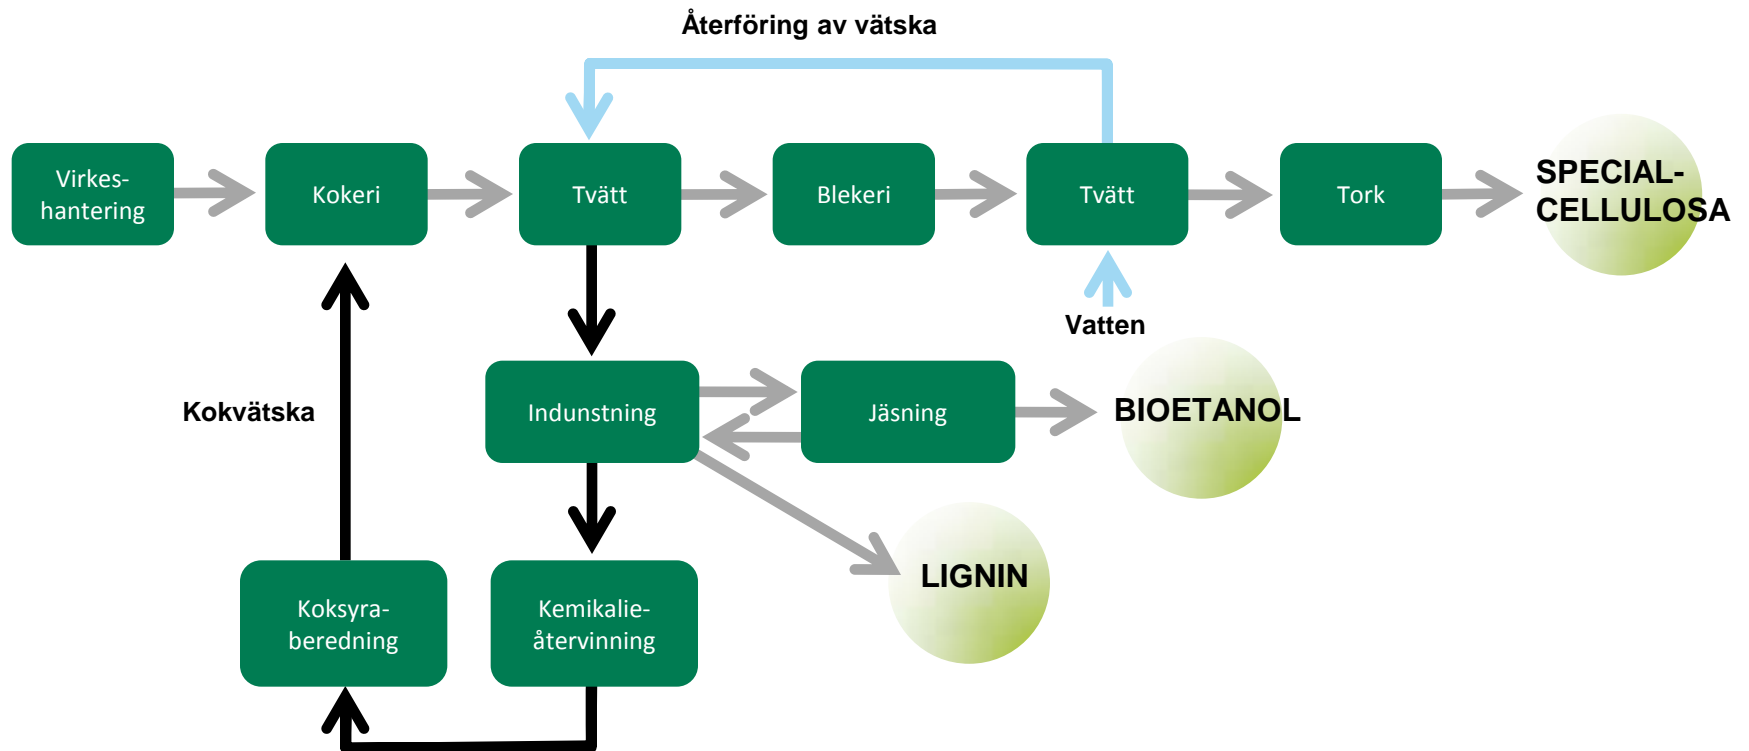 Återföring av vätska
Virkes-
hantering
Kokeri
Tvätt
Blekeri
Tvätt
Tork
SPECIAL-
CELLULOSA
Vatten
Kokvätska
Indunstning
Jäsning
BIOETANOL
LIGNIN
Koksyra-
beredning
Kemikalie-
återvinning